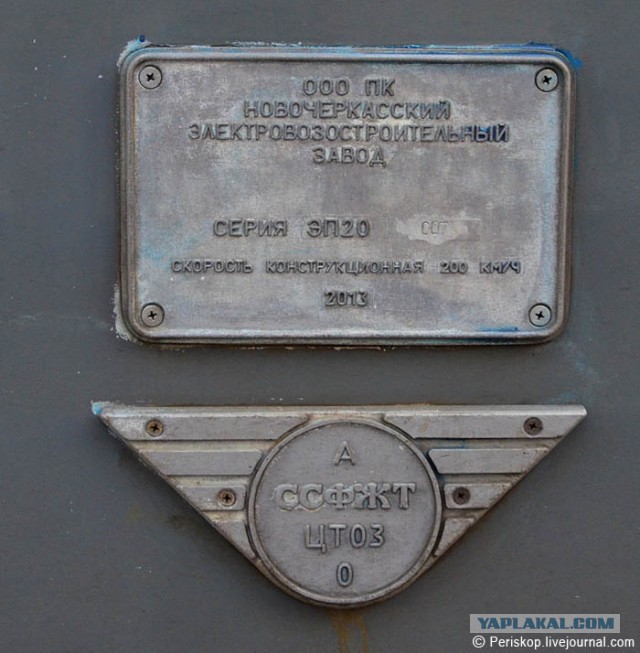 ООО ПК
НОВОЧЕРКАССКИЙ
ЭЛЕКТРОВОЗОСТРОИТЕЛЬНЫЙ
ЗАВОД
СЕРИЯ ЭП20
СКОРОСТЬ КОНСТРУКЦИОННАЯ 200 КМ/Ч
2013
А
ССФЖТ
ЦТ03
0
YAPLAKAL.COM
© Periskop.livejournal.com